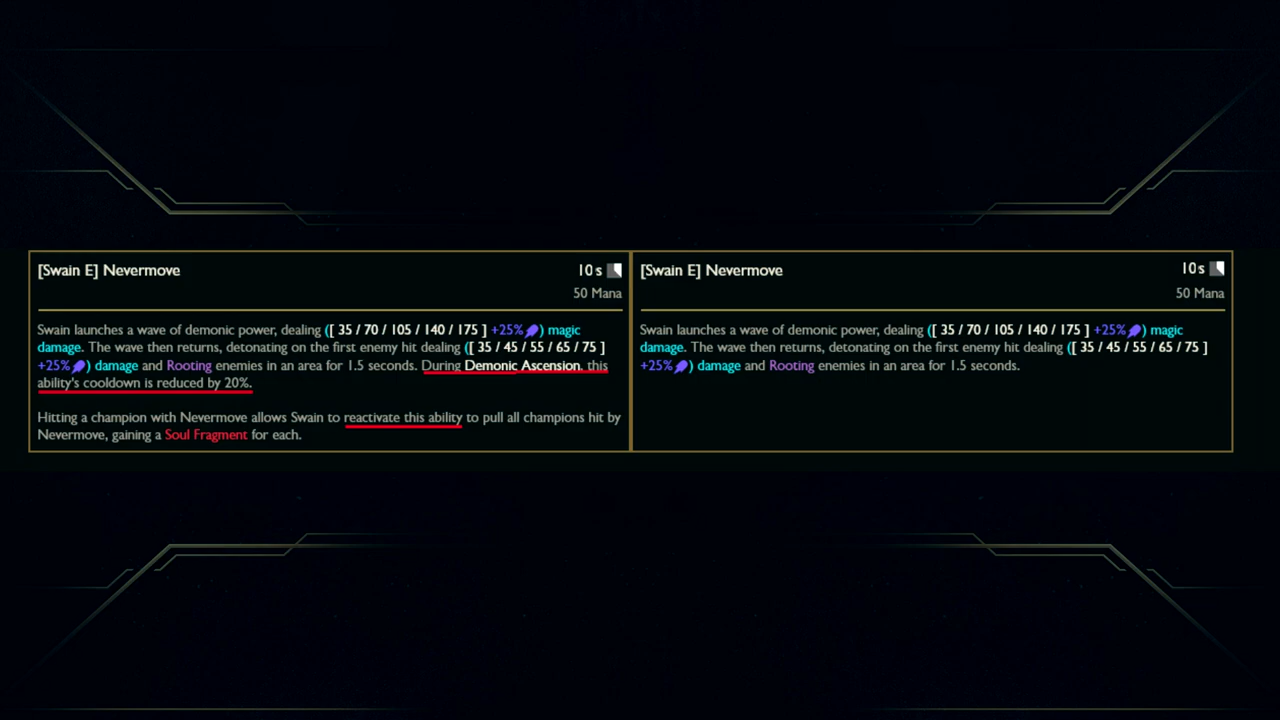 [Swain E] Nevermove
10 s
50 Mana
Swain launches a wave of demonic power, dealing ([ 35 / 70 / 105 / 140 / 175 ] +25%) magic
damage. The wave then returns, detonating on the first enemy hit dealing ([ 35 / 45 / 55 / 65 / 75 ]
+25%) damage and Rooting enemies in an area for 1.5 seconds. During Demonic Ascension, this
ability's cooldown is reduced by 20%.
Hitting a champion with Nevermove allows Swain to reactivate this ability to pull all champions hit by
Nevermove, gaining a Soul Fragment for each.
[Swain E] Nevermove
10 s
50 Mana
Swain launches a wave of demonic power, dealing ([ 35 / 70 / 105 / 140 / 175 ] +25%) magic
damage. The wave then returns, detonating on the first enemy hit dealing ([ 35 / 45 / 55 / 65 / 75 ]
+25%) damage and Rooting enemies in an area for 1.5 seconds.